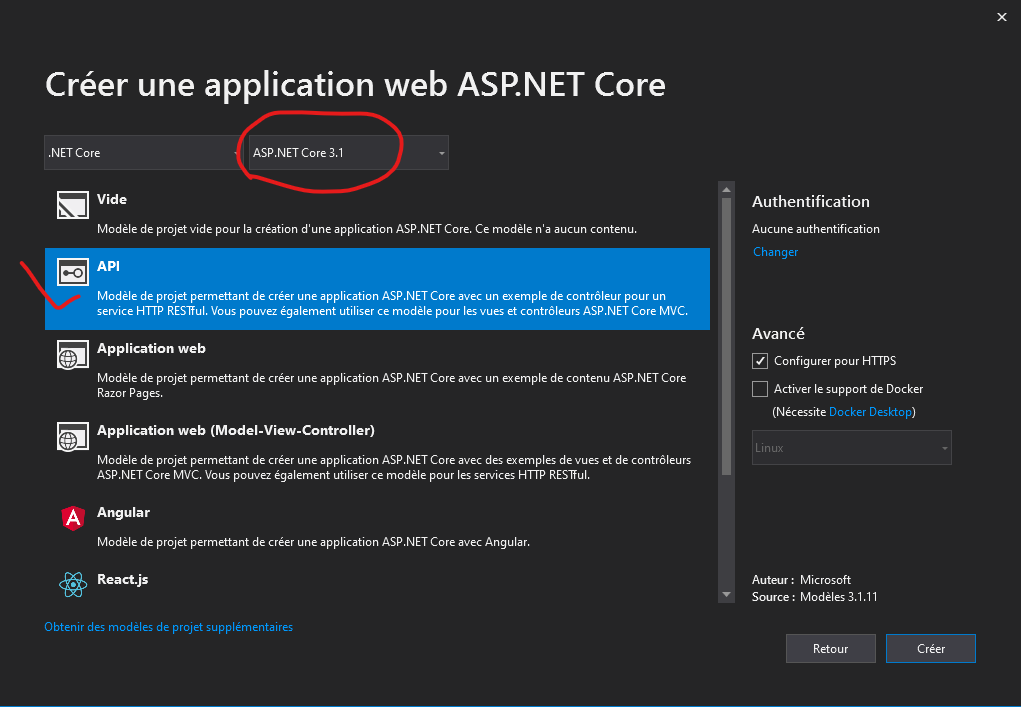 Créer une application web ASP.NET Core
.NET Core
ASP.NET Core 3.1
Vide
Modèle de projet vide pour la création d'une application ASP.NET Core. Ce modèle n'a aucun contenu.
API
Modèle de projet permettant de créer une application ASP.NET Core avec un exemple de contrôleur pour un
service HTTP RESTful. Vous pouvez également utiliser ce modèle pour les vues et contrôleurs ASP.NET Core MVC.
Application web
Modèle de projet permettant de créer une application ASP.NET Core avec un exemple de contenu ASP.NET Core
Razor Pages.
Application web (Model-View-Controller)
Modèle de projet permettant de créer une application ASP.NET Core avec des exemples de vues et de contrôleurs
ASP.NET Core MVC. Vous pouvez également utiliser ce modèle pour les services HTTP RESTful.
Angular
Modèle de projet permettant de créer une application ASP.NET Core avec Angular.
React.js
Obtenir des modèles de projet supplémentaires
Authentification
Aucune authentification
Changer
Avancé
Configurer pour HTTPS
Activer le support de Docker
(Nécessite Docker Desktop)
Linux
Auteur : Microsoft
Source : Modèles 3.1.11
Retour
Créer